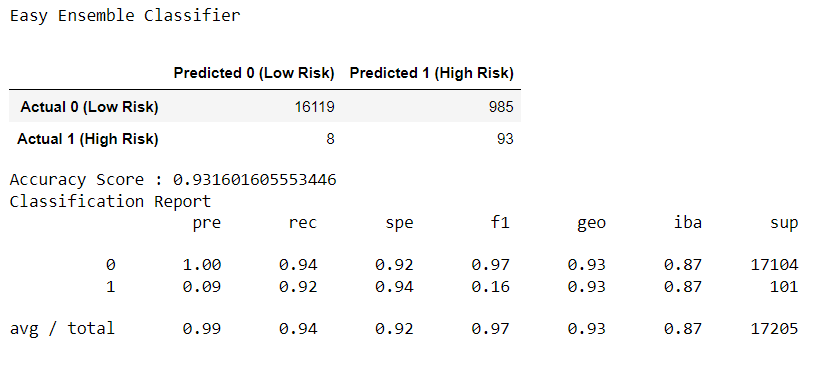 Easy Ensemble Classifier
Predicted 0 (Low Risk) Predicted 1 (High Risk)
Actual 0 (Low Risk) 16119 985
Actual 1 (High Risk) 8 93
Accuracy Score : 0.931601605553446
Classification Report
pre rec spe f1 geo iba sup
0 1.00 0.94 0.92 0.97 0.93 0.87 17104
1 0.09 0.92 0.94 0.16 0.93 0.87 101
avg / total 0.99 0.94 0.92 0.97 0.93 0.87 17205